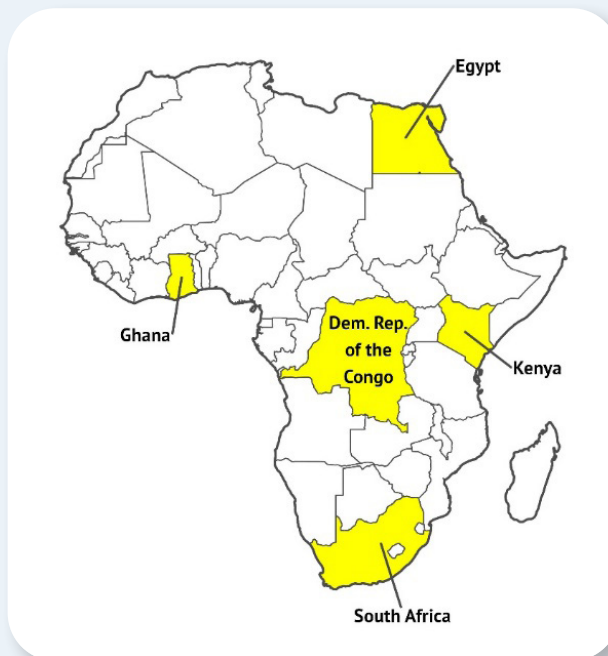 Egypt
Ghana
Dem. Rep.
of the
Congo
Kenya
South Africa